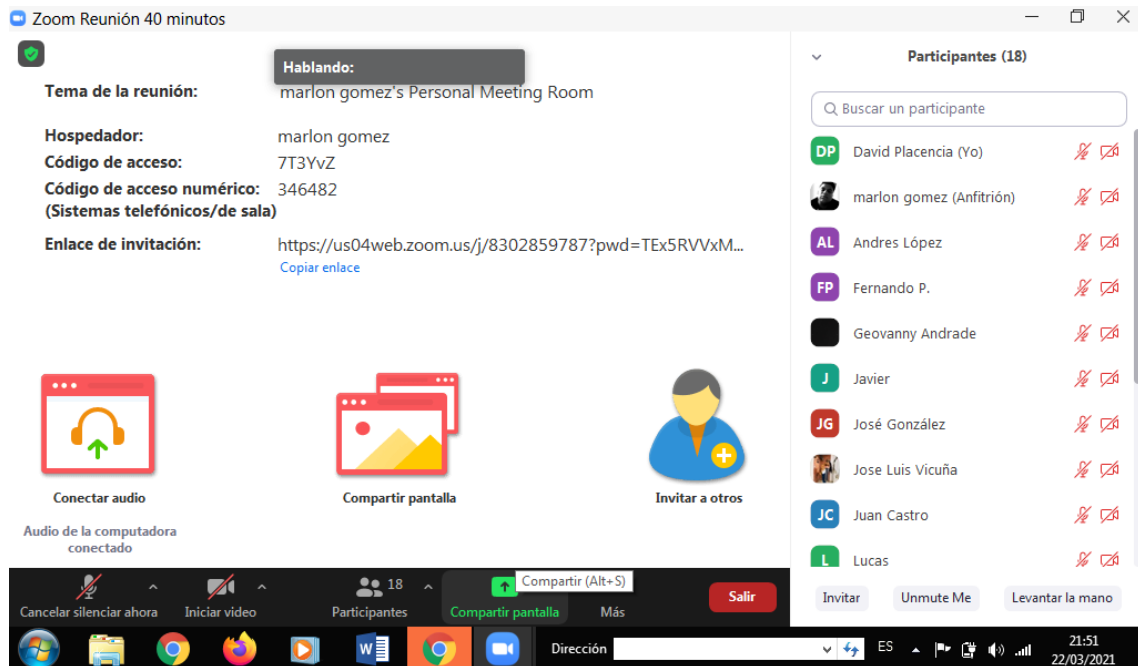 Zoom Reunión 40 minutos
Hablando:
Tema de la reunión: marlon gomez's Personal Meeting Room
Hospedador: marlon gomez
Código de acceso: 7T3YvZ
Código de acceso numérico: 346482
(Sistemas telefónicos/de sala)
Enlace de invitación: https://us04web.zoom.us/j/8302859787?pwd=TEx5RVVxM...
Copiar enlace
Conectar audio
Compartir pantalla
Invitar a otros
Audio de la computadora
conectado
Participantes (18)
Buscar un participante
DP David Placencia (Yo)
marlon gomez (Anfitrión)
AL Andres López
FP Fernando P.
Geovanny Andrade
J Javier
JG José González
Jose Luis Vicuña
JC Juan Castro
L Lucas
Invitar Unmute Me Levantar la mano
18
Compartir (Alt+S)
Cancelar silenciar ahora Iniciar video Participantes Compartir pantalla Más Salir
W Dirección ES 21:51
22/03/2021